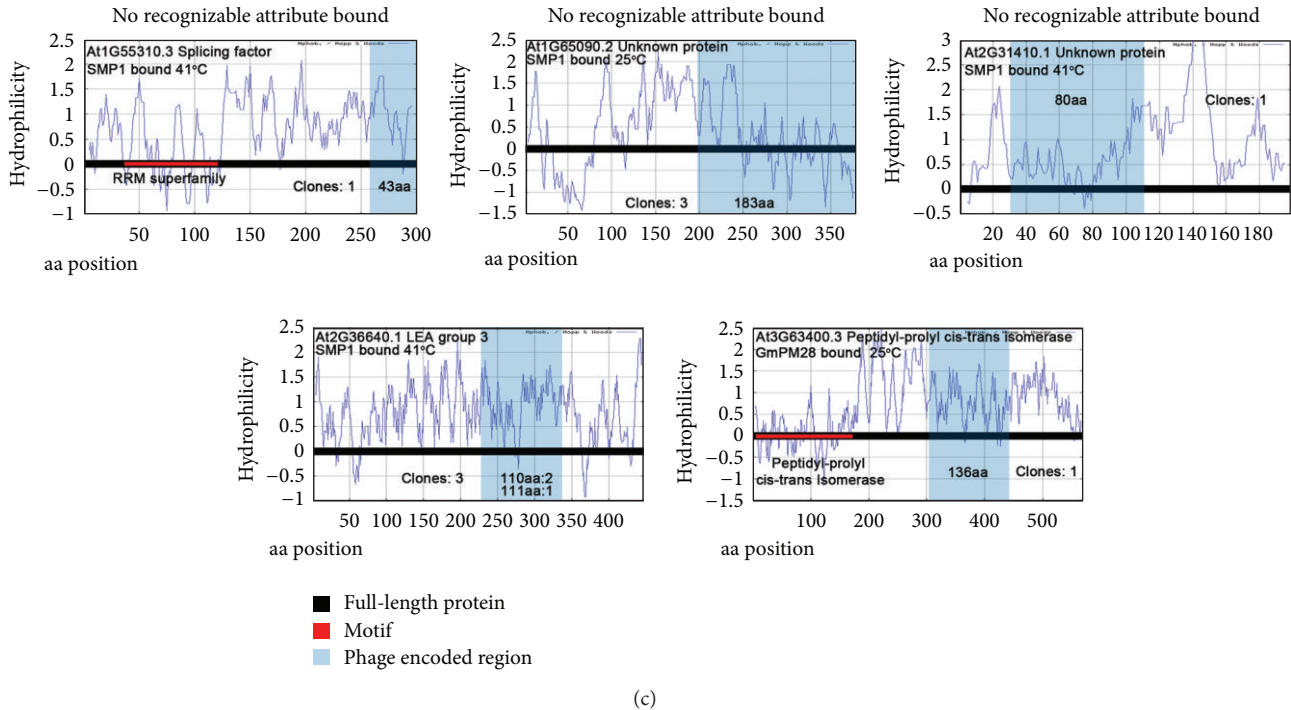 No recognizable attribute bound
No recognizable attribute bound
No recognizable attribute bound
At1G55310.3 Splicing factor
SMP1 bound 41°C
Hydrophilicity
2.5
2
1.5
1
0.5
0
−0.5
−1
RRM superfamily
Clones: 1
43aa
50 100 150 200 250 300
aa position
At1G65090.2 Unknown protein
SMP1 bound 25°C
Hydrophilicity
2.5
2
1.5
1
0.5
0
−0.5
−1
−1.5
Clones: 3
183aa
50 100 150 200 250 300 350
aa position
At2G31410.1 Unknown protein
SMP1 bound 41°C
Hydrophilicity
3
2.5
2
1.5
1
0.5
0
−0.5
80aa
Clones: 1
20 40 60 80 100 120 140 160 180
aa position
At2G36640.1 LEA group 3
SMP1 bound 41°C
Hydrophilicity
2.5
2
1.5
1
0.5
0
−0.5
−1
Clones: 3
110aa:2
111aa:1
50 100 150 200 250 300 350 400
aa position
At3G63400.3 Peptidyl-prolyl cis-trans isomerase
GmPM28 bound 25°C
Hydrophilicity
2.5
2
1.5
1
0.5
0
−0.5
−1
−1.5
Peptidyl-prolyl
cis-trans Isomerase
136aa
Clones: 1
100 200 300 400 500
aa position
Full-length protein
Motif
Phage encoded region
(c)